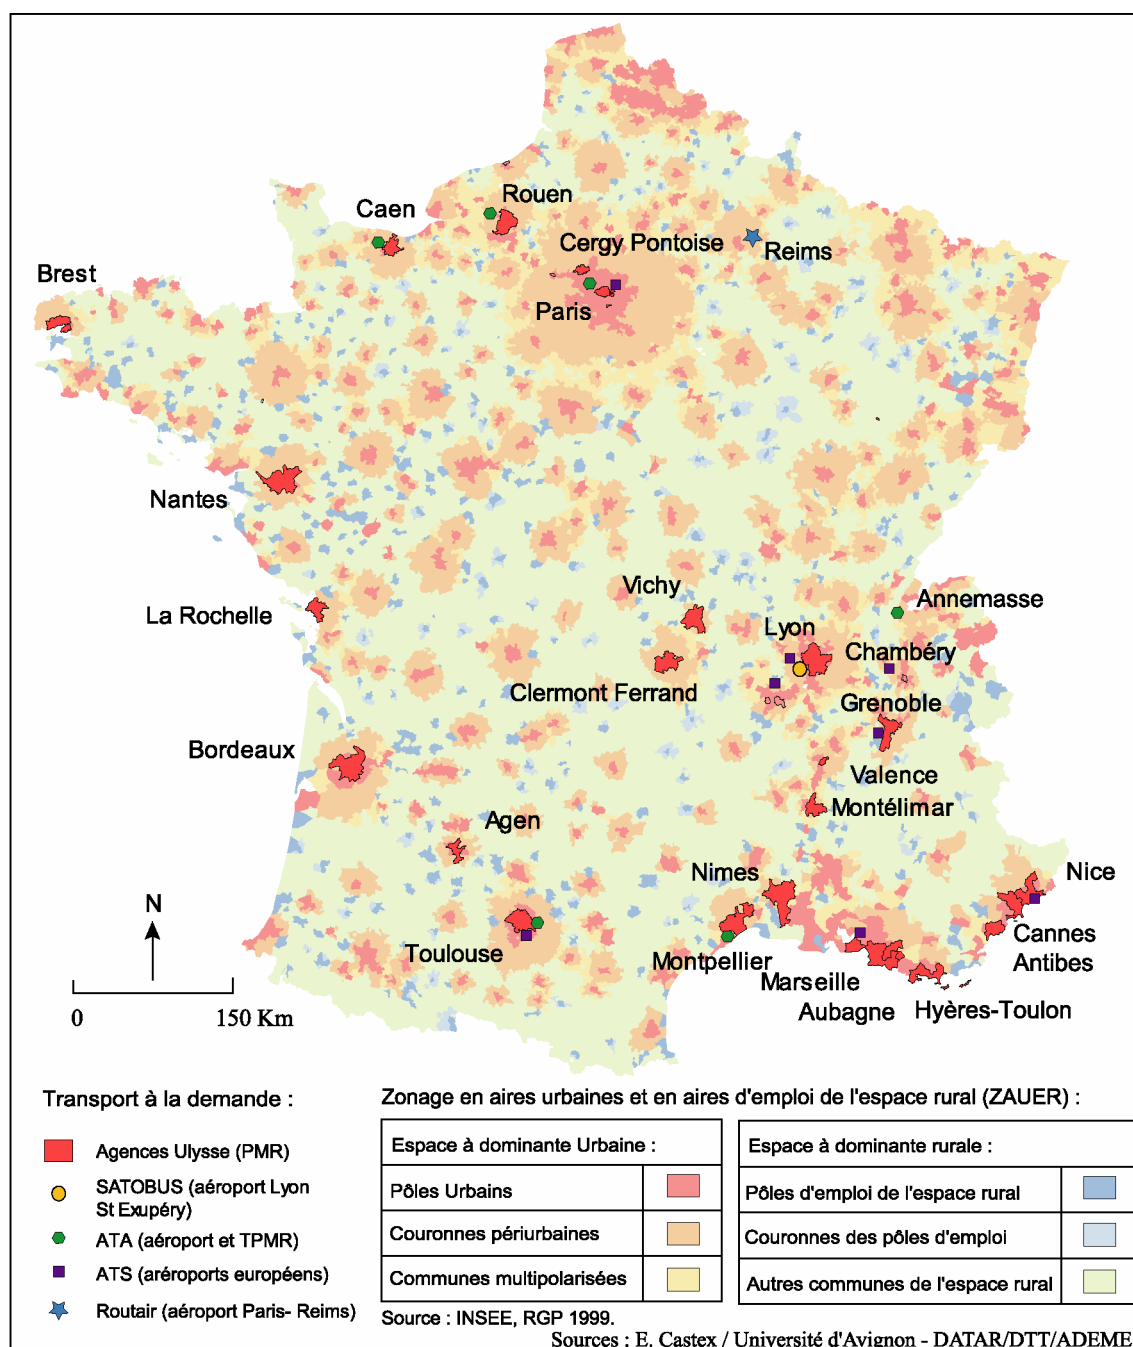 Rouen
Caen
Cergy Pontoise
Reims
Brest
Paris
Nantes
Vichy
Annemasse
La Rochelle
Lyon
Chambéry
Clermont Ferrand
Grenoble
Bordeaux
Valence
Montélimar
Agen
Nimes
Nice
N
Cannes
Antibes
Toulouse
Montpellier
Marseille
Aubagne
Hyères-Toulon
0 150 Km
Transport à la demande :
Agences Ulysse (PMR)
SATOBUS (aéroport Lyon
St Exupéry)
ATA (aéroport et TPMR)
ATS (aréroports européens)
Routair (aéroport Paris- Reims)
Zonage en aires urbaines et en aires d'emploi de l'espace rural (ZAUER) :
Espace à dominante Urbaine :
Pôles Urbains
Couronnes périurbaines
Communes multipolarisées
Espace à dominante rurale :
Pôles d'emploi de l'espace rural
Couronnes des pôles d'emploi
Autres communes de l'espace rural
Source : INSEE, RGP 1999.
Sources : E. Castex / Université d'Avignon - DATAR/DTT/ADEME